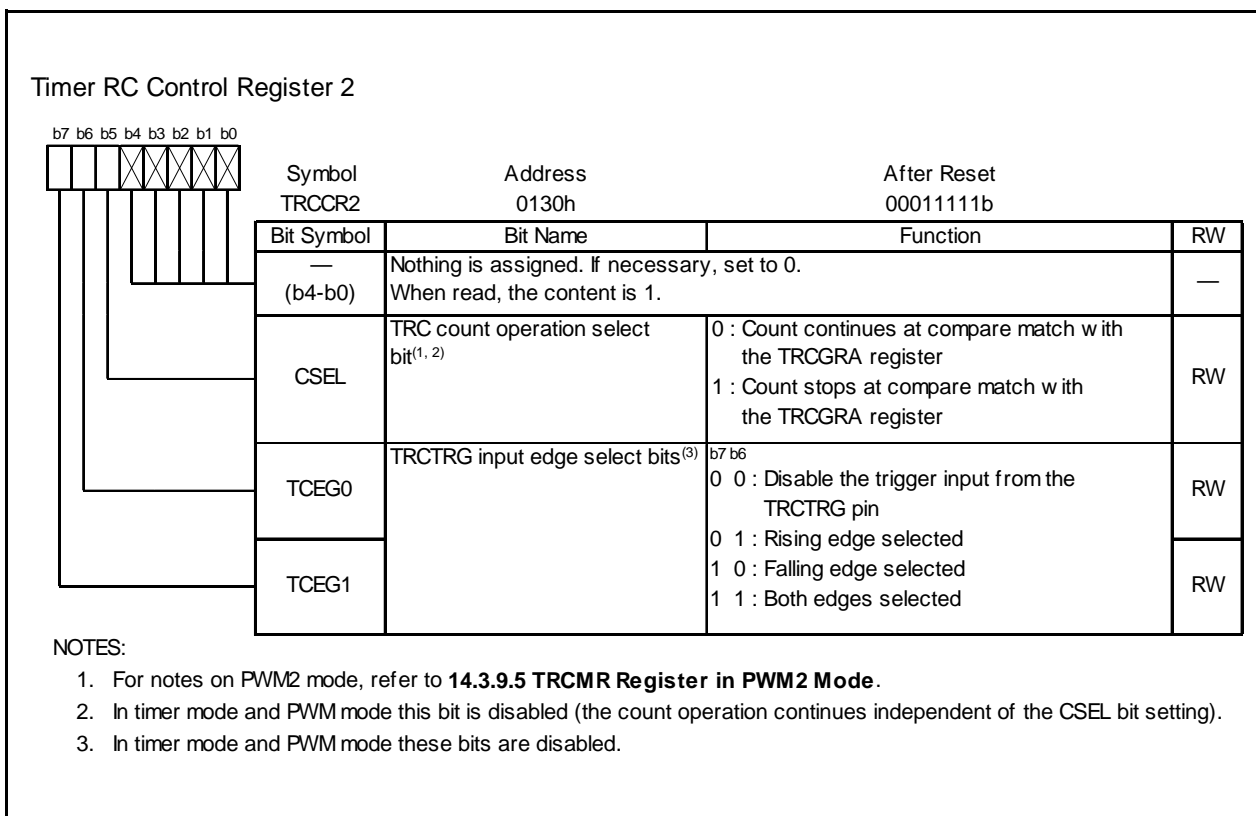 Timer RC Control Register 2
b7 b6 b5 b4 b3 b2 b1 b0
Symbol Address After Reset
TRCCR2 0130h 00011111b
Bit Symbol Bit Name Function RW
— (b4-b0) Nothing is assigned. If necessary, set to 0.
When read, the content is 1. —
CSEL TRC count operation select
bit(1, 2)
0 : Count continues at compare match with
the TRCGRA register
1 : Count stops at compare match with
the TRCGRA register
RW
TCEG0 TRCTRG input edge select bits(3)
b7 b6
0 0 : Disable the trigger input from the
TRCTRG pin
0 1 : Rising edge selected
RW
TCEG1
1 0 : Falling edge selected
1 1 : Both edges selected
RW
NOTES:
1. For notes on PWM2 mode, refer to 14.3.9.5 TRCMR Register in PWM2 Mode.
2. In timer mode and PWM mode this bit is disabled (the count operation continues independent of the CSEL bit setting).
3. In timer mode and PWM mode these bits are disabled.